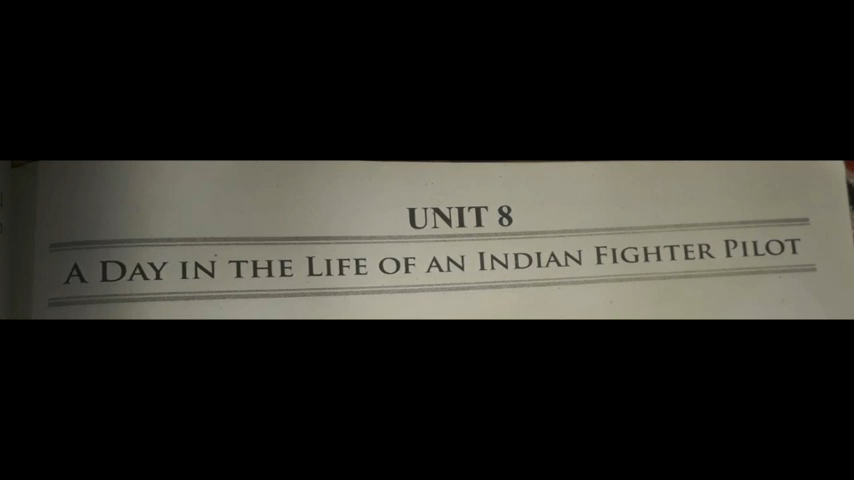 UNIT 8
A DAY IN THE LIFE OF AN INDIAN FIGHTER PILOT